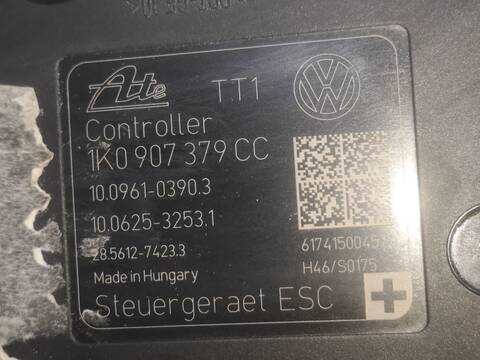 Ate TT1
Controller
1K0 907 379 CC
10.0961-0390.3
10.0625-3253.1
28.5612-7423.3
6174150045
Made in Hungary
H46/S0175
Steuergeraet ESC